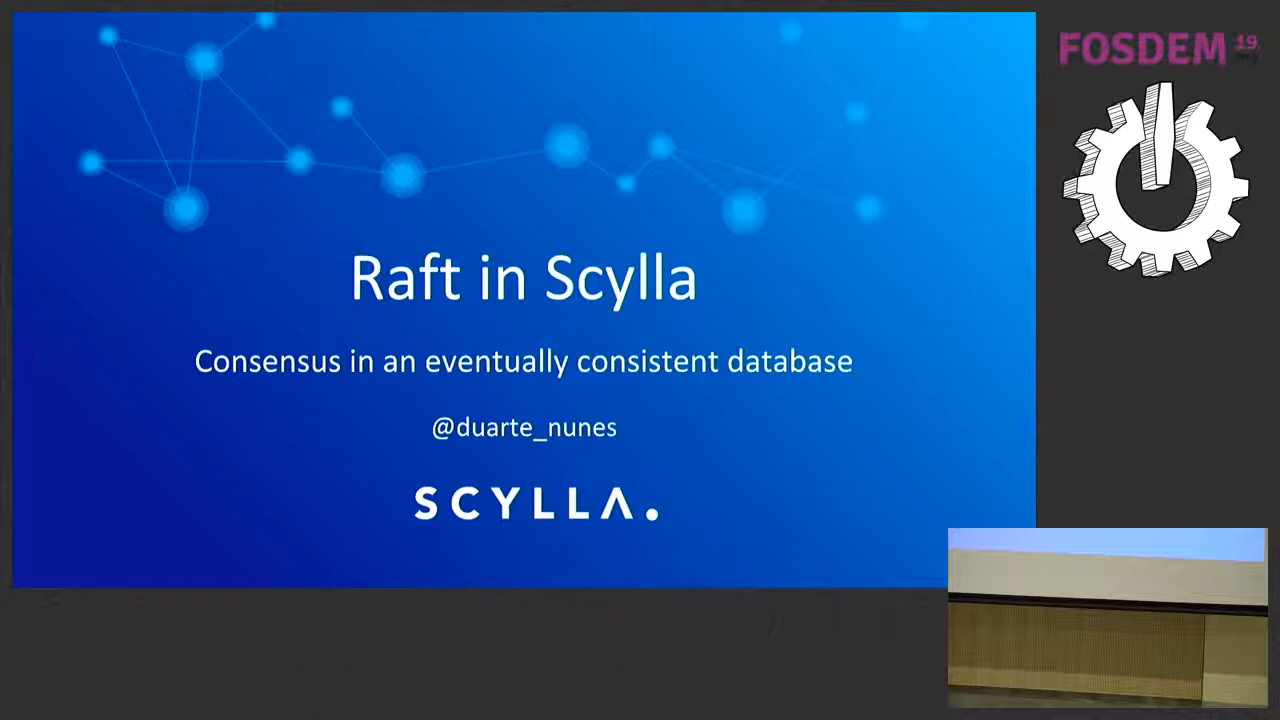 Raft in Scylla
Consensus in an eventually consistent database
@duarte_nunes
SCYLLA.
FOSDEM 19